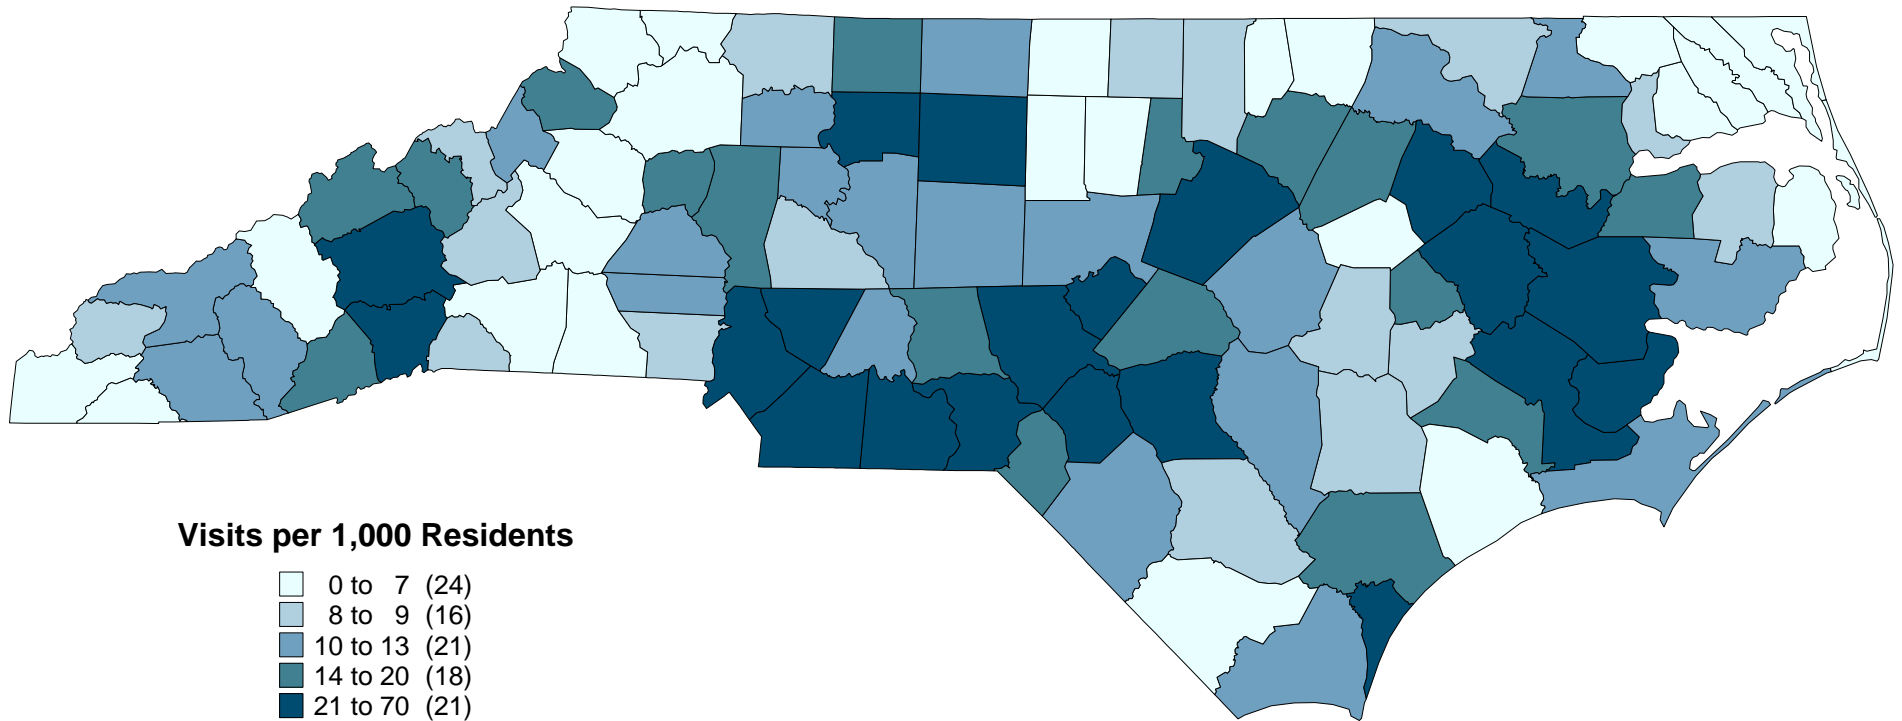 Visits per 1,000 Residents
0 to 7 (24)
8 to 9 (16)
10 to 13 (21)
14 to 20 (18)
21 to 70 (21)